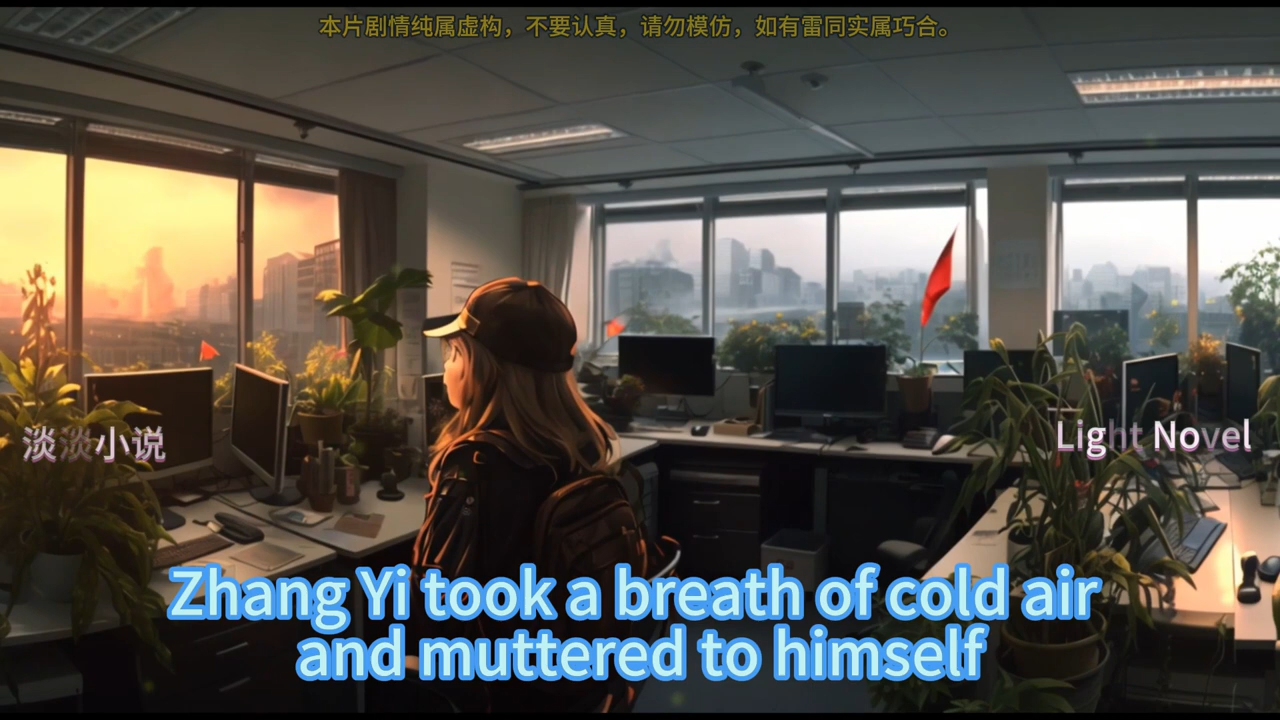 本片剧情纯属虚构，不要认真，请勿模仿，如有雷同实属巧合。
淡淡小说
Light Novel
Zhang Yi took a breath of cold air
and muttered to himself